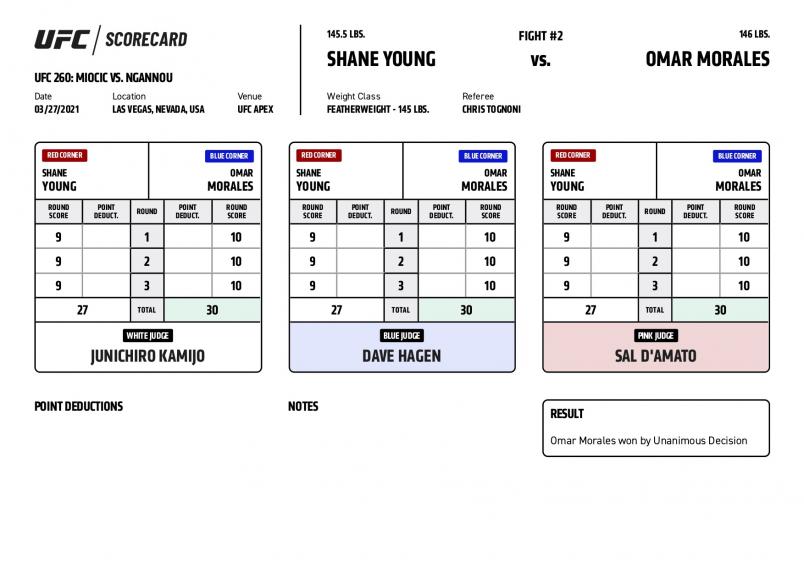 UFC / SCORECARD
UFC 260: MIOCIC VS. NGANNOU
Date Location Venue
03/27/2021 LAS VEGAS, NEVADA, USA UFC APEX
145.5 LBS. FIGHT #2 146 LBS.
SHANE YOUNG VS. OMAR MORALES
Weight Class Referee
FEATHERWEIGHT - 145 LBS. CHRIS TOGNONI
RED CORNER BLUE CORNER
SHANE OMAR
YOUNG MORALES
ROUND SCORE POINT DEDUCT. ROUND POINT DEDUCT. ROUND SCORE
9 1 10
9 2 10
9 3 10
27 TOTAL 30
WHITE JUDGE
JUNICHIRO KAMIJO
RED CORNER BLUE CORNER
SHANE OMAR
YOUNG MORALES
ROUND SCORE POINT DEDUCT. ROUND POINT DEDUCT. ROUND SCORE
9 1 10
9 2 10
9 3 10
27 TOTAL 30
BLUE JUDGE
DAVE HAGEN
RED CORNER BLUE CORNER
SHANE OMAR
YOUNG MORALES
ROUND SCORE POINT DEDUCT. ROUND POINT DEDUCT. ROUND SCORE
9 1 10
9 2 10
9 3 10
27 TOTAL 30
PINK JUDGE
SAL D'AMATO
POINT DEDUCTIONS
NOTES
RESULT
Omar Morales won by Unanimous Decision